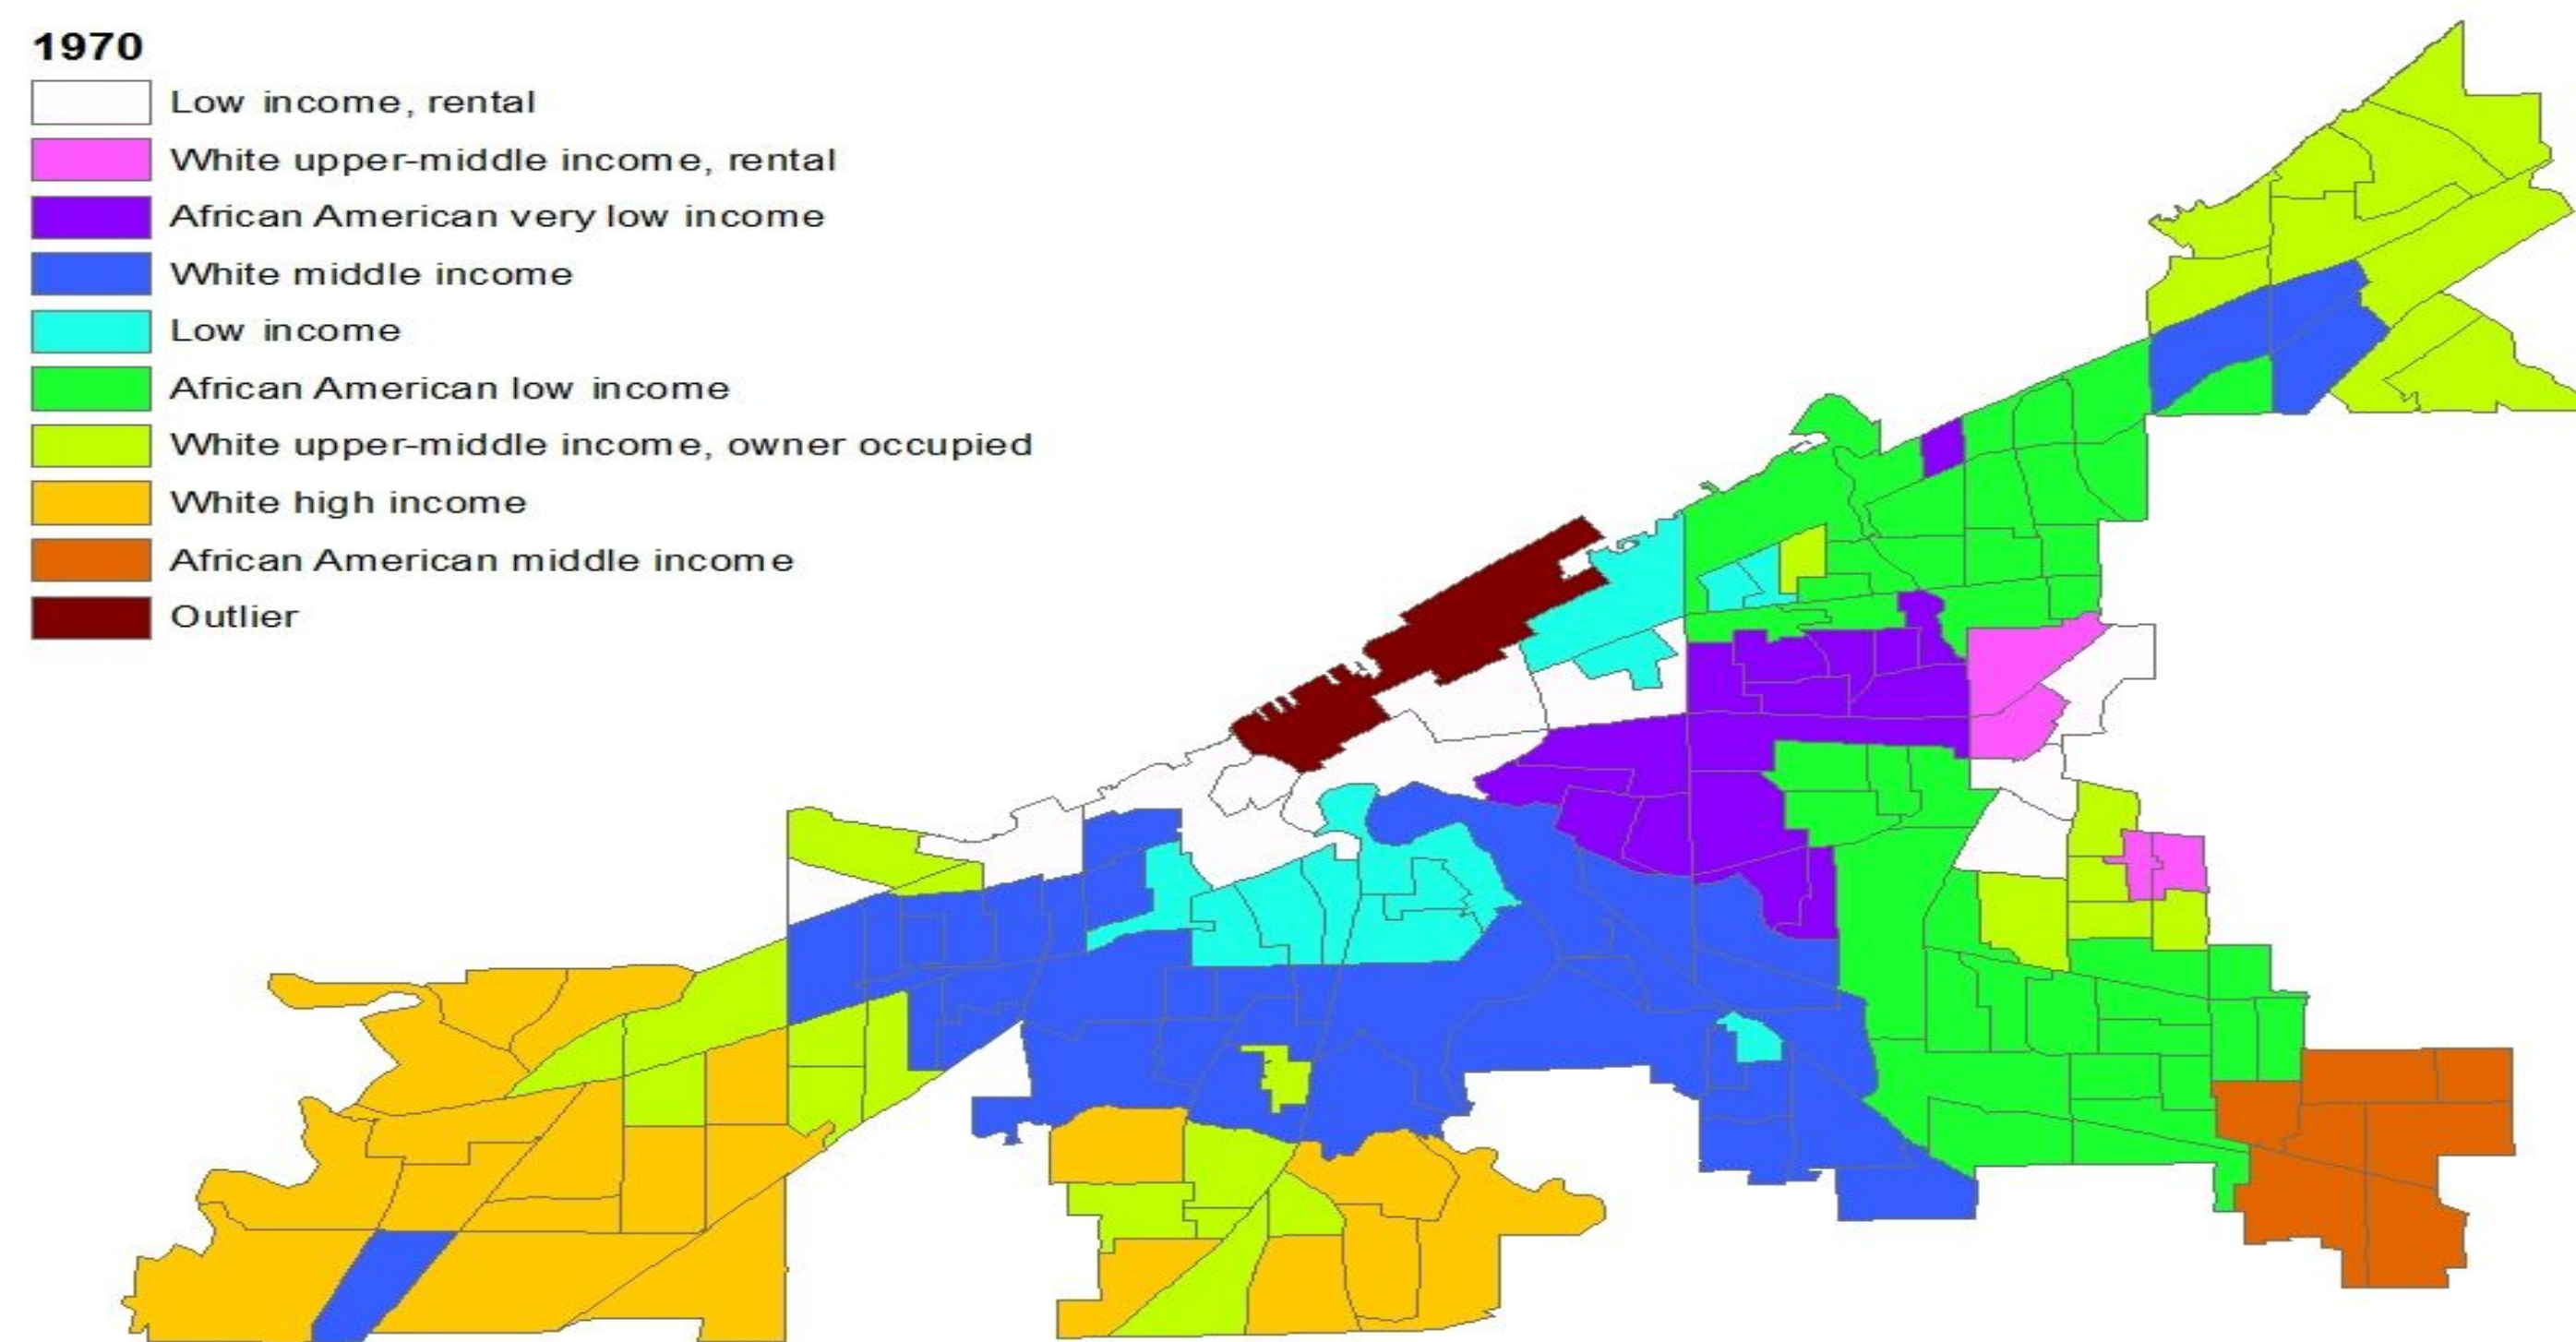 1970
Low income, rental
White upper-middle income, rental
African American very low income
White middle income
Low income
African American low income
White upper-middle income, owner occupied
White high income
African American middle income
Outlier